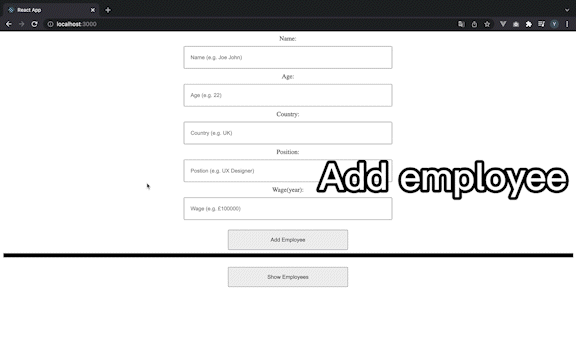 React App
localhost:3000
Y
Name:
Name (e.g. Joe John)
Age:
Age (e.g. 22)
Country:
Country (e.g. UK)
Position:
Postion (e.g. UX Designer)
Add employee
Wage(year):
Wage (e.g. £100000)
Add Employee
Show Employees